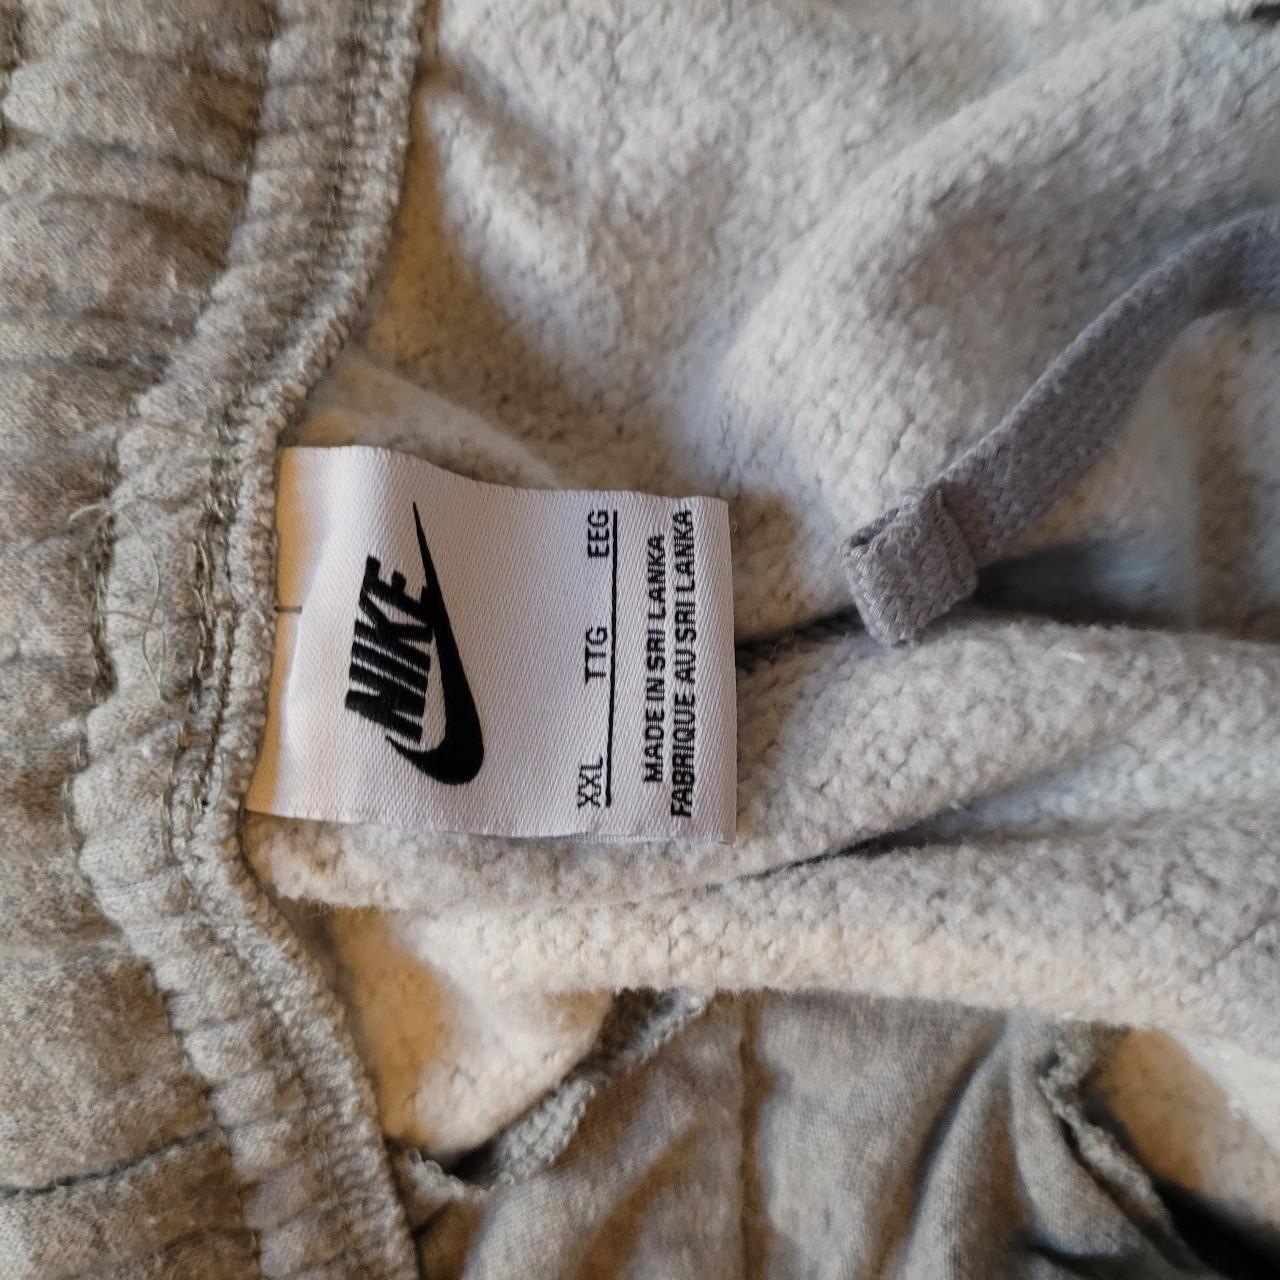 NIKE
XXL TTG EEG
MADE IN SRI LANKA
FABRIQUE AU SRI LANKA